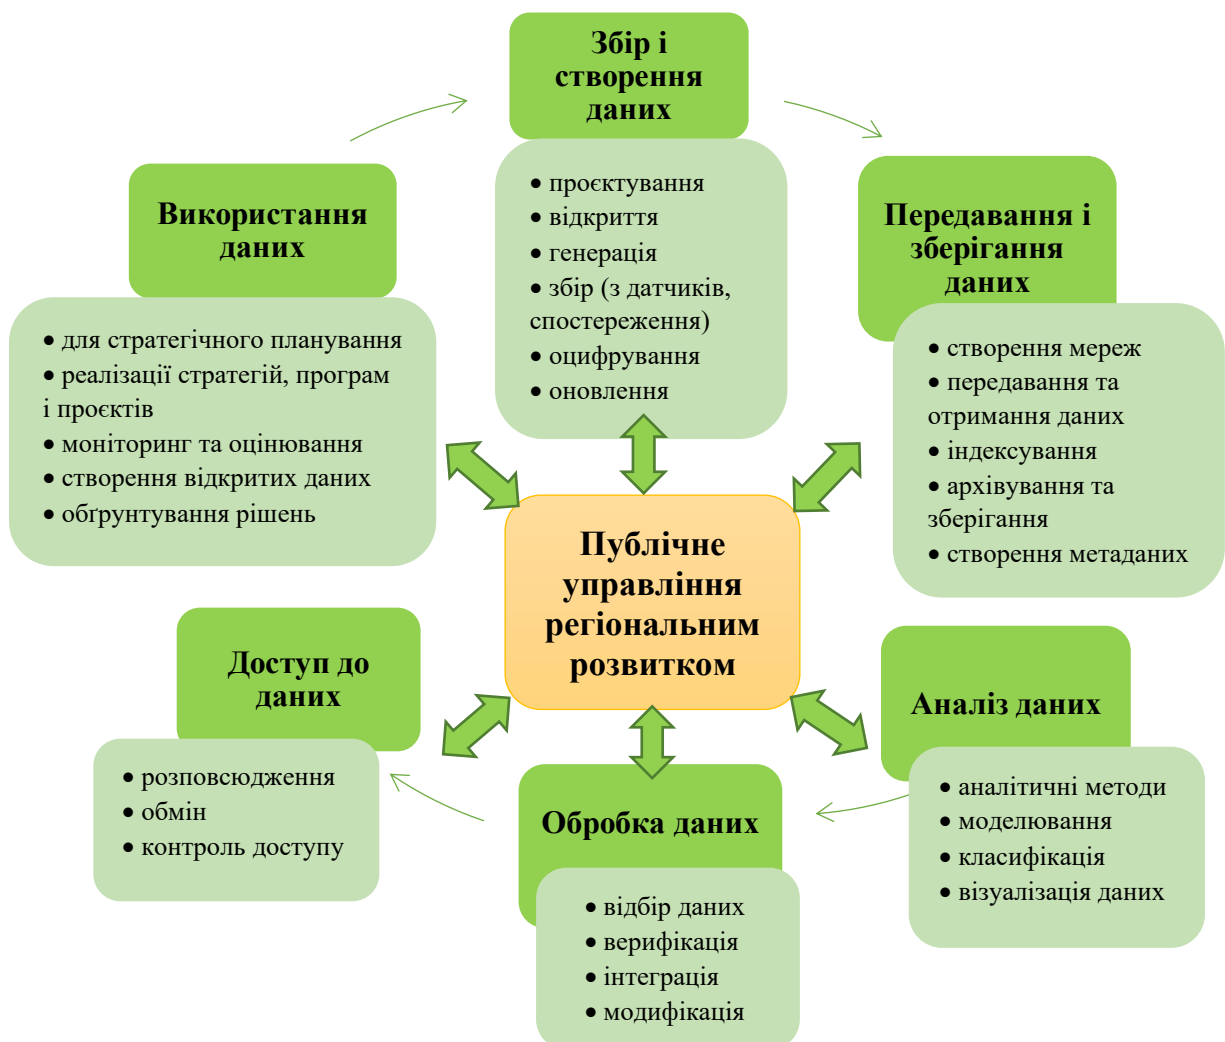 Збір і
створення
даних
• проєктування
• відкриття
• генерація
• збір (з датчиків,
спостереження)
• оцифрування
• оновлення
Передавання і
зберігання
даних
• створення мереж
• передавання та
отримання даних
• індексування
• архівування та
зберігання
• створення метаданих
Аналіз даних
• аналітичні методи
• моделювання
• класифікація
• візуалізація даних
Обробка даних
• відбір даних
• верифікація
• інтеграція
• модифікація
Доступ до
даних
• розповсюдження
• обмін
• контроль доступу
Використання
даних
• для стратегічного планування
• реалізації стратегій, програм
і проєктів
• моніторинг та оцінювання
• створення відкритих даних
• обґрунтування рішень
Публічне
управління
регіональним
розвитком